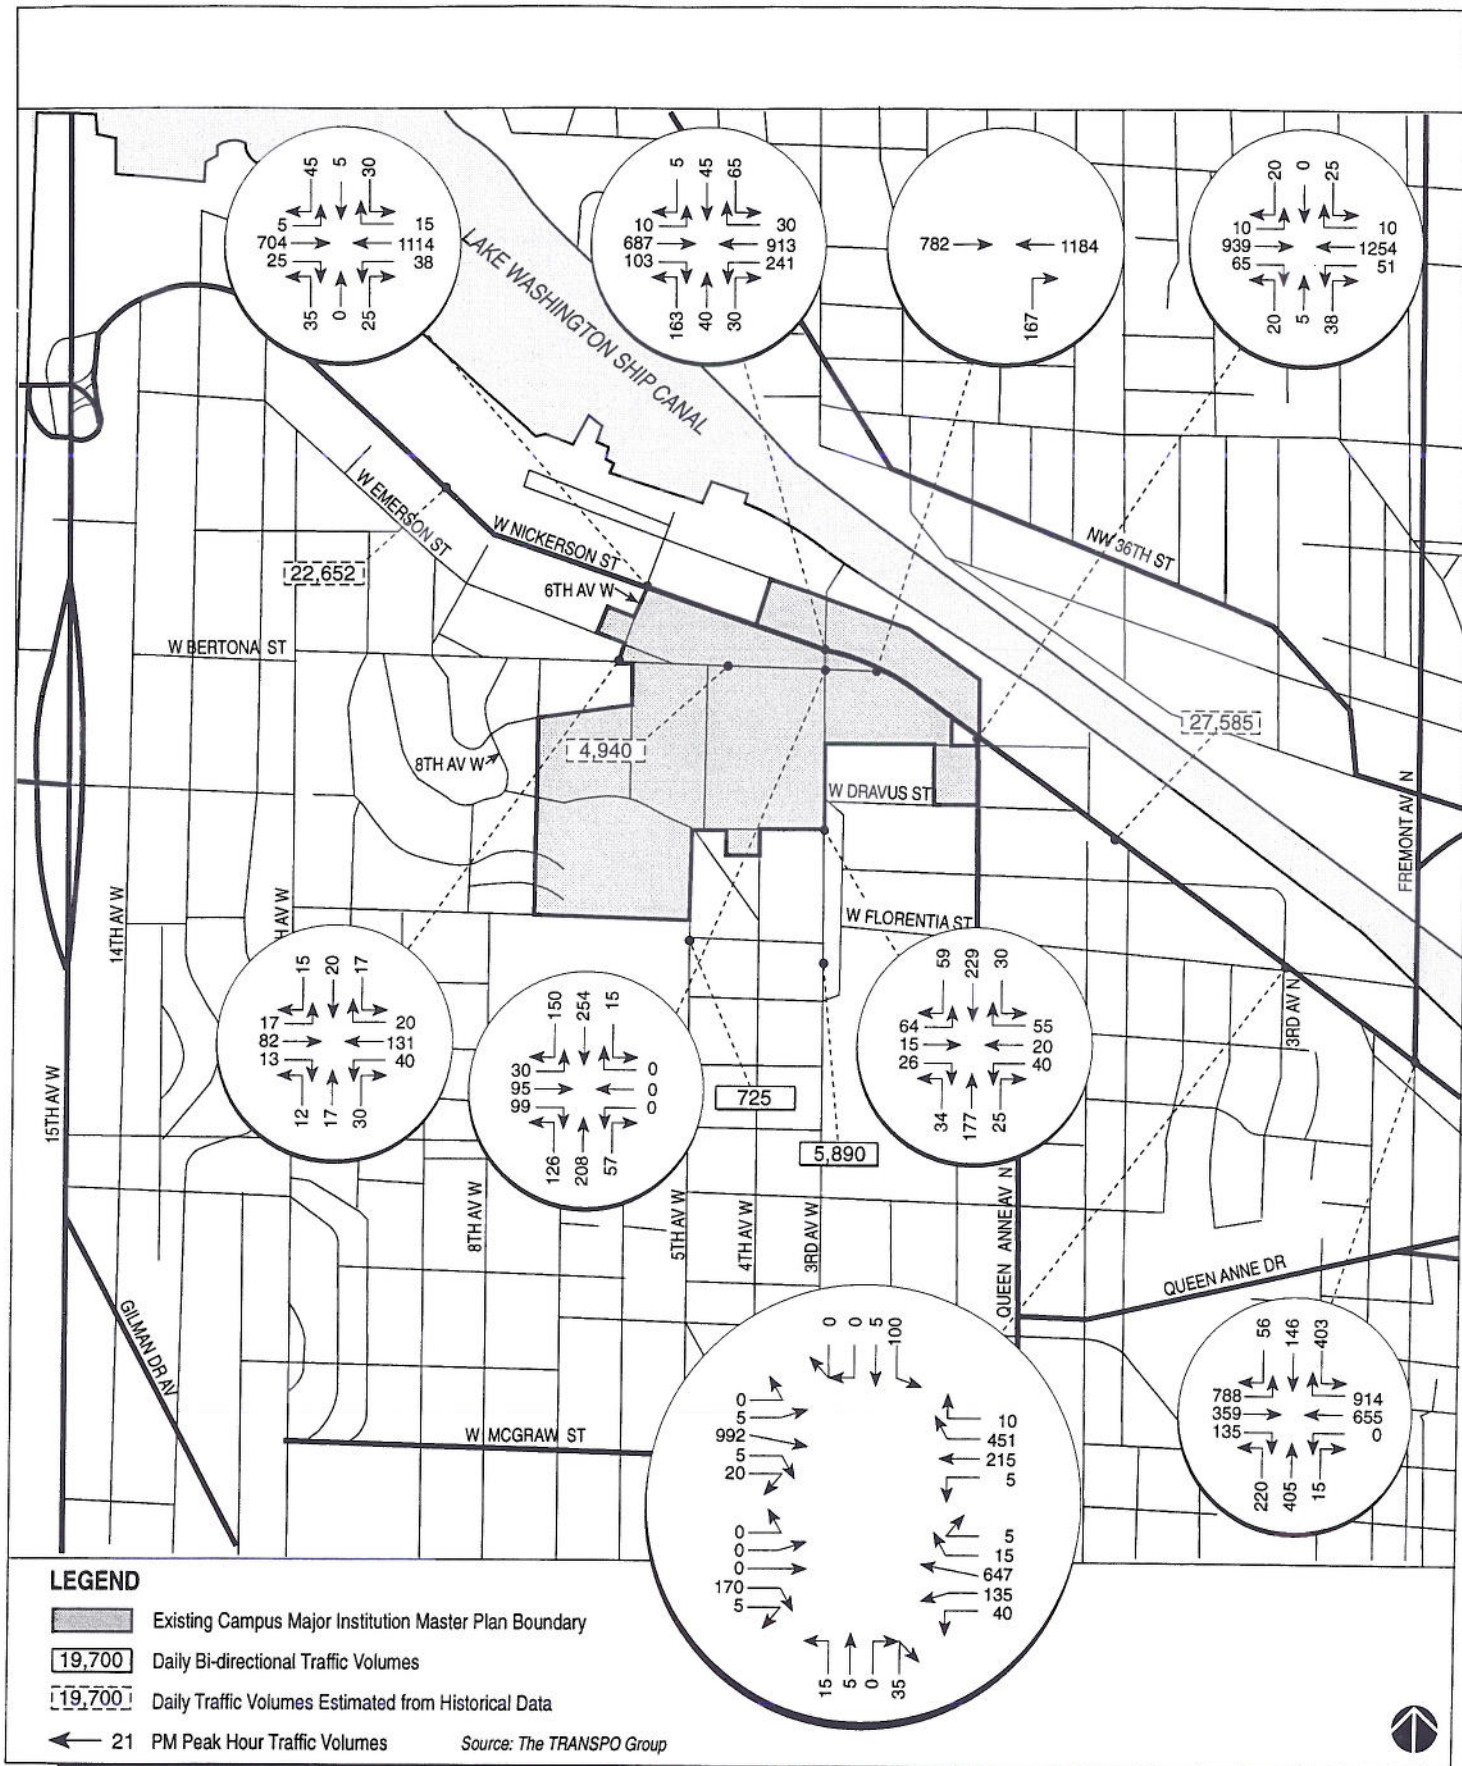 45 5 30
5 15
704 1114
25 38
35 0 25
5 45 65
10 30
687 913
103 241
163 40 30
782 1184
167
20 0 25
10 10
939 1254
65 51
20 5 38
LAKE WASHINGTON SHIP CANAL
W EMERSON ST
W NICKERSON ST
NW 36TH ST
22,652
6TH AV W
W BERTONA ST
27,585
4,940
8TH AV W
W DRAVUS ST
FREMONT AV N
14TH AV W
H AV W
W FLORENTIA ST
3RD AV N
15 20 17
17 20
82 131
13 40
12 17 30
150 254 15
30 0
95 0
99 0
126 208 57
59 229 30
64 55
15 20
26 40
34 177 25
15TH AV W
725
5,890
8TH AV W
5TH AV W
4TH AV W
3RD AV W
QUEEN ANNE AV N
QUEEN ANNE DR
GILMAN DR AV
W MCGRAW ST
0 0 5 100
0
5
992
5
20
10
451
215
5
0
0
0
170
5
5
15
647
135
40
15 5 0 35
56 146 403
788 914
359 655
135 0
220 405 15
LEGEND
Existing Campus Major Institution Master Plan Boundary
19,700 Daily Bi-directional Traffic Volumes
19,700 Daily Traffic Volumes Estimated from Historical Data
21 PM Peak Hour Traffic Volumes Source: The TRANSPO Group